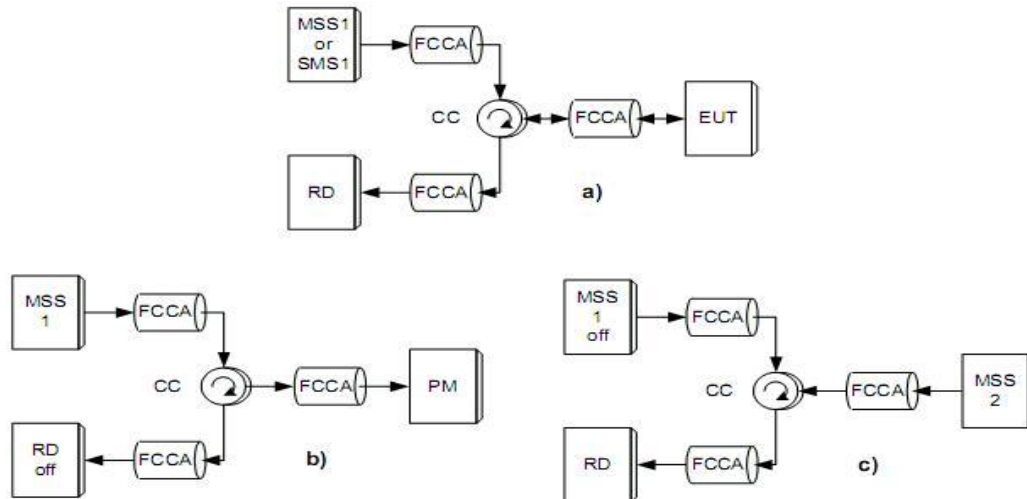 MSS1
or
SMS1
FCCA
CC
FCCA
EUT
RD
FCCA
a)
MSS
1
FCCA
CC
FCCA
PM
RD
off
FCCA
b)
MSS
1
off
FCCA
CC
FCCA
MSS
2
RD
FCCA
c)